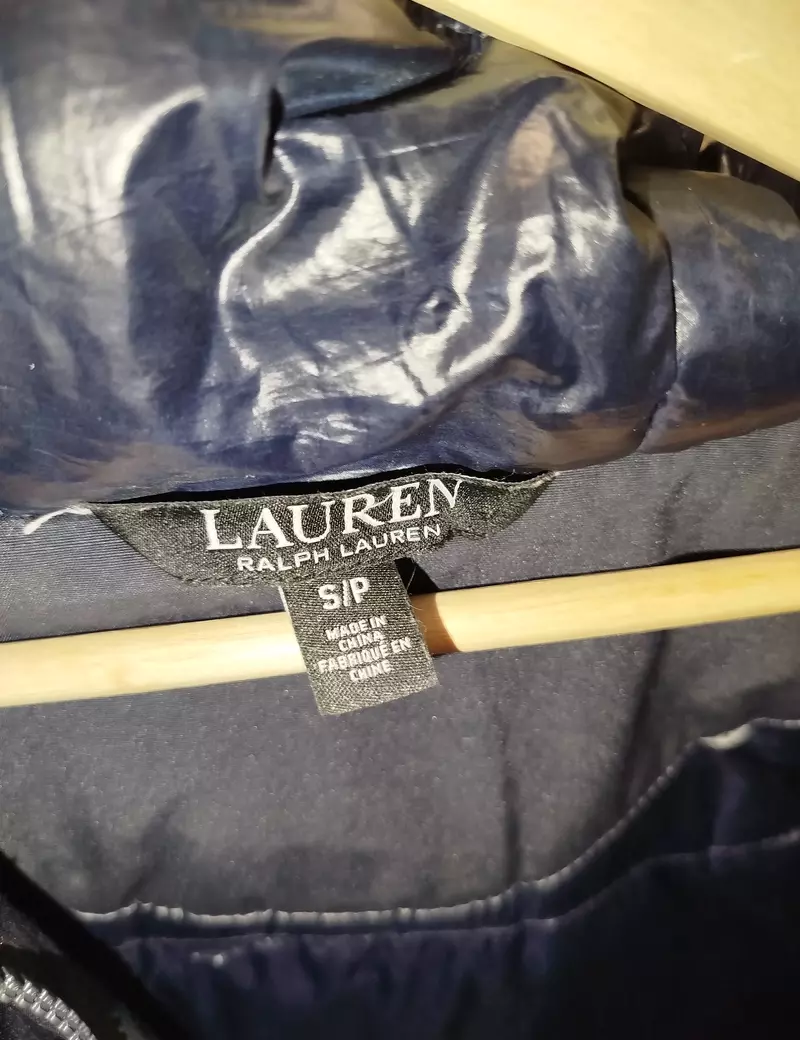 LAUREN
RALPH LAUREN
S/P
MADE IN
CHINA
FABRIQUÉ EN
CHINE